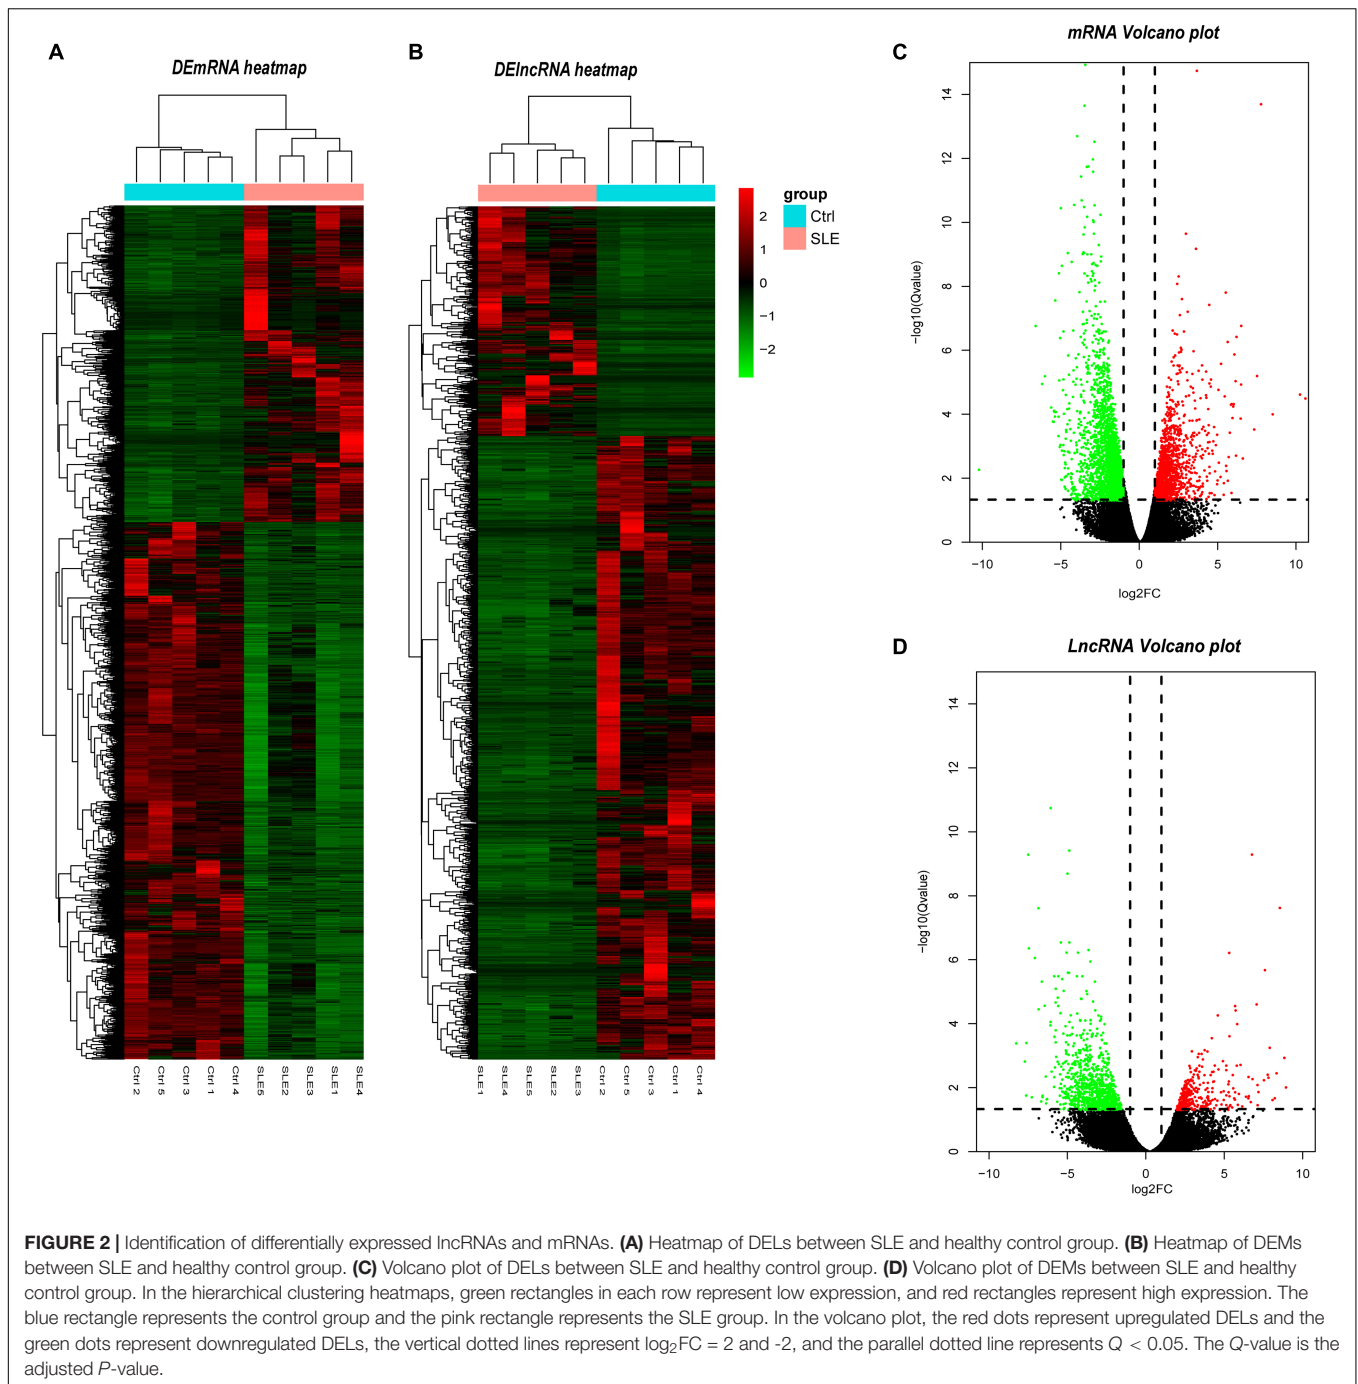 A
DEmRNA heatmap
B
DElncRNA heatmap
group
Ctrl
SLE
2
1
0
−1
−2
Ctrl 2
Ctrl 5
Ctrl 3
Ctrl 1
Ctrl 4
SLE5
SLE2
SLE3
SLE1
SLE4
SLE1
SLE4
SLE5
SLE2
SLE3
Ctrl 2
Ctrl 5
Ctrl 3
Ctrl 1
Ctrl 4
C
mRNA Volcano plot
−log10(Qvalue)
14
12
10
8
6
4
2
0
−10
−5
0
5
10
log2FC
D
LncRNA Volcano plot
−log10(Qvalue)
14
12
10
8
6
4
2
0
−10
−5
0
5
10
log2FC
FIGURE 2 | Identification of differentially expressed lncRNAs and mRNAs. (A) Heatmap of DELs between SLE and healthy control group. (B) Heatmap of DEMs
between SLE and healthy control group. (C) Volcano plot of DELs between SLE and healthy control group. (D) Volcano plot of DEMs between SLE and healthy
control group. In the hierarchical clustering heatmaps, green rectangles in each row represent low expression, and red rectangles represent high expression. The
blue rectangle represents the control group and the pink rectangle represents the SLE group. In the volcano plot, the red dots represent upregulated DELs and the
green dots represent downregulated DELs, the vertical dotted lines represent log₂FC = 2 and -2, and the parallel dotted line represents Q < 0.05. The Q-value is the
adjusted P-value.